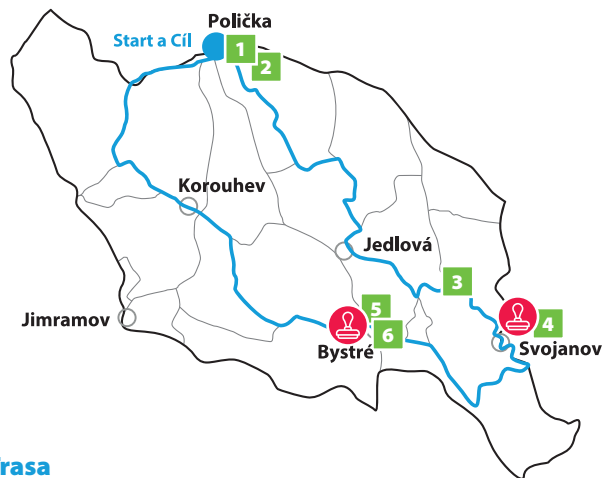 Polička
Start a Cíl
1
2
Korouhev
Jedlová
3
Jimramov
5
4
6
Svojanov
Bystré